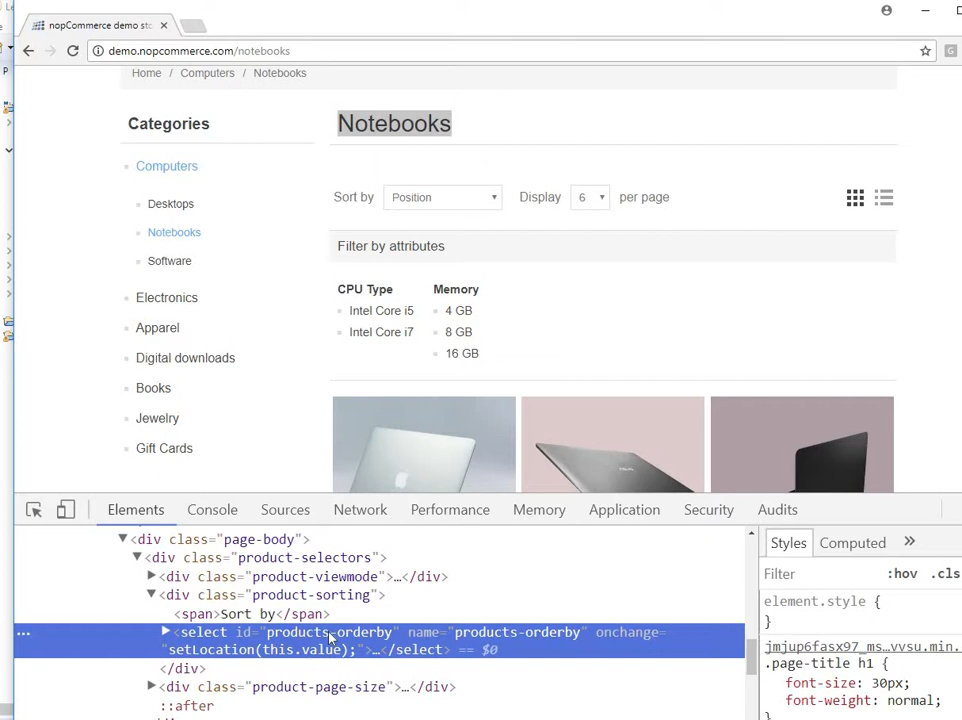 nopCommerce demo sto
demo.nopcommerce.com/notebooks
G
Home / Computers / Notebooks
Categories
Notebooks
Computers
Sort by Position Display 6 per page
Desktops
Notebooks
Filter by attributes
Software
CPU Type Memory
Electronics
Intel Core i5 4 GB
Apparel
Intel Core i7 8 GB
Digital downloads
16 GB
Books
Jewelry
Gift Cards
Elements Console Sources Network Performance Memory Application Security Audits
<div class="page-body">
<div class="product-selectors">
<div class="product-viewmode">…</div>
<div class="product-sorting">
<span>Sort by</span>
<select id="products-orderby" name="products-orderby" onchange=
"setLocation(this.value);">…</select> == $0
</div>
<div class="product-page-size">…</div>
::after
Styles Computed »
Filter :hov .cls
element.style {
}
jmjup6fasx97_ms…vvsu.min.
.page-title h1 {
font-size: 30px;
font-weight: normal;